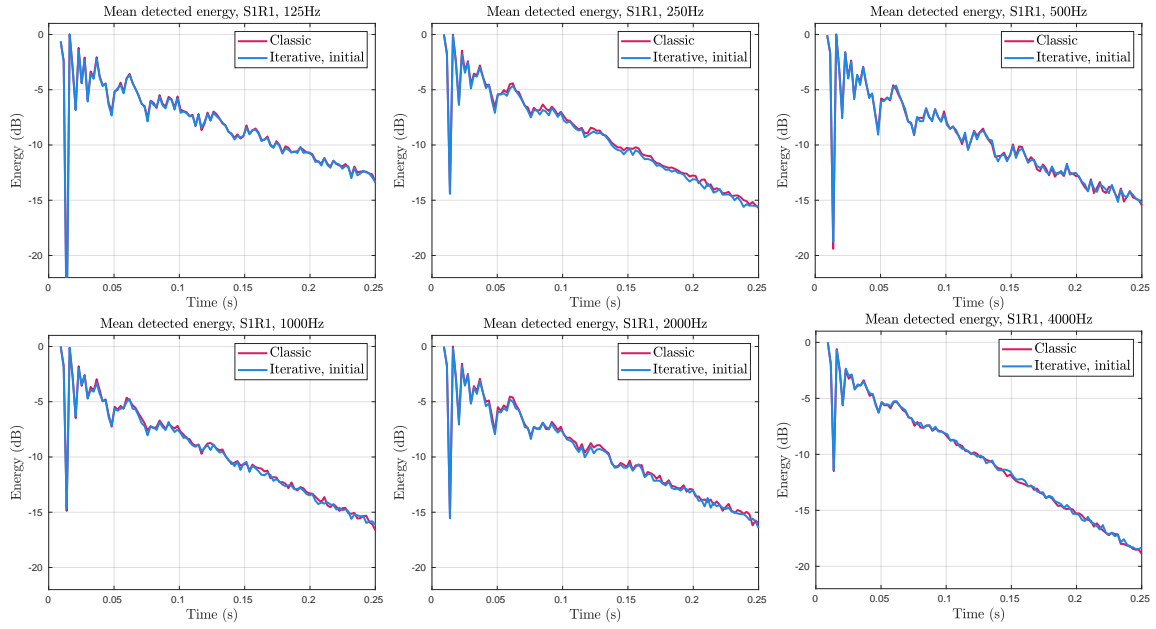 Mean detected energy, S1R1, 125Hz
0
-5
-10
-15
-20
Energy (dB)
Classic
Iterative, initial
0
0.05
0.1
0.15
0.2
0.25
Time (s)
Mean detected energy, S1R1, 250Hz
0
-5
-10
-15
-20
Energy (dB)
Classic
Iterative, initial
0
0.05
0.1
0.15
0.2
0.25
Time (s)
Mean detected energy, S1R1, 500Hz
0
-5
-10
-15
-20
Energy (dB)
Classic
Iterative, initial
0
0.05
0.1
0.15
0.2
0.25
Time (s)
Mean detected energy, S1R1, 1000Hz
0
-5
-10
-15
-20
Energy (dB)
Classic
Iterative, initial
0
0.05
0.1
0.15
0.2
0.25
Time (s)
Mean detected energy, S1R1, 2000Hz
0
-5
-10
-15
-20
Energy (dB)
Classic
Iterative, initial
0
0.05
0.1
0.15
0.2
0.25
Time (s)
Mean detected energy, S1R1, 4000Hz
0
-5
-10
-15
-20
Energy (dB)
Classic
Iterative, initial
0
0.05
0.1
0.15
0.2
0.25
Time (s)